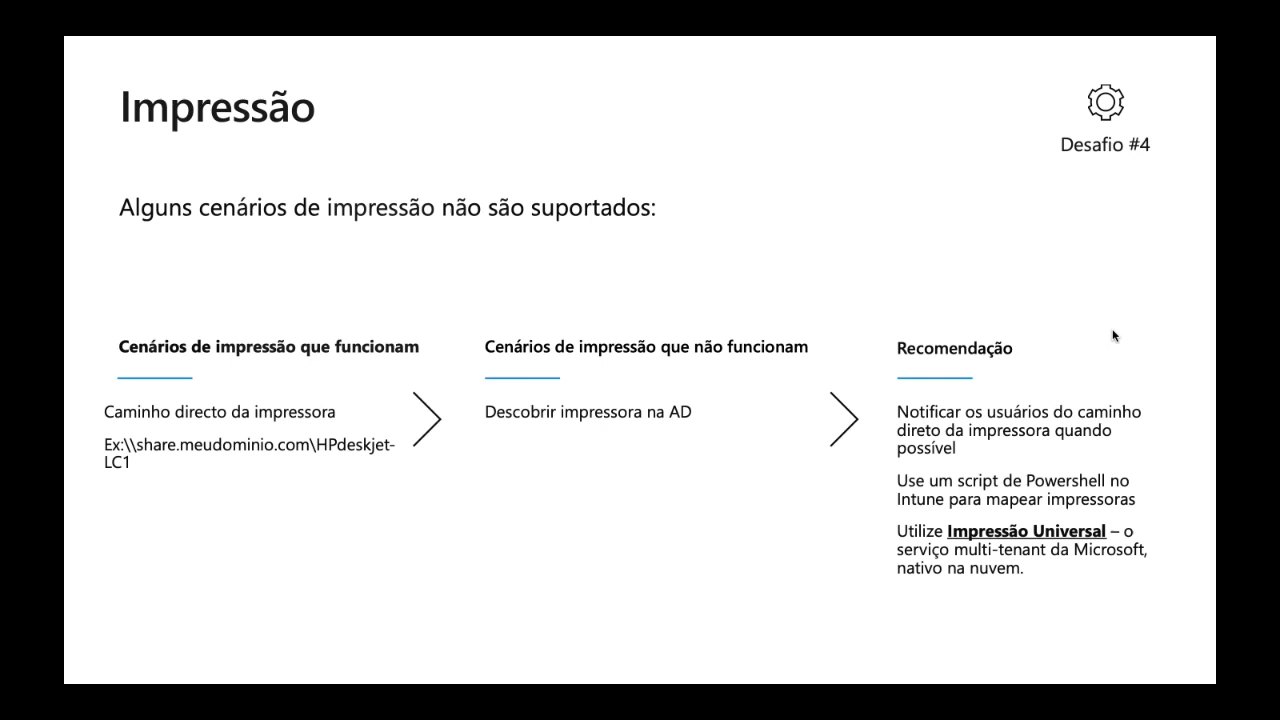 Impressão
Desafio #4
Alguns cenários de impressão não são suportados:
Cenários de impressão que funcionam
Caminho directo da impressora
Ex:\\share.meudominio.com\HPdeskjet-
LC1
Cenários de impressão que não funcionam
Descobrir impressora na AD
Recomendação
Notificar os usuários do caminho
direto da impressora quando
possível
Use um script de Powershell no
Intune para mapear impressoras
Utilize Impressão Universal – o
serviço multi-tenant da Microsoft,
nativo na nuvem.